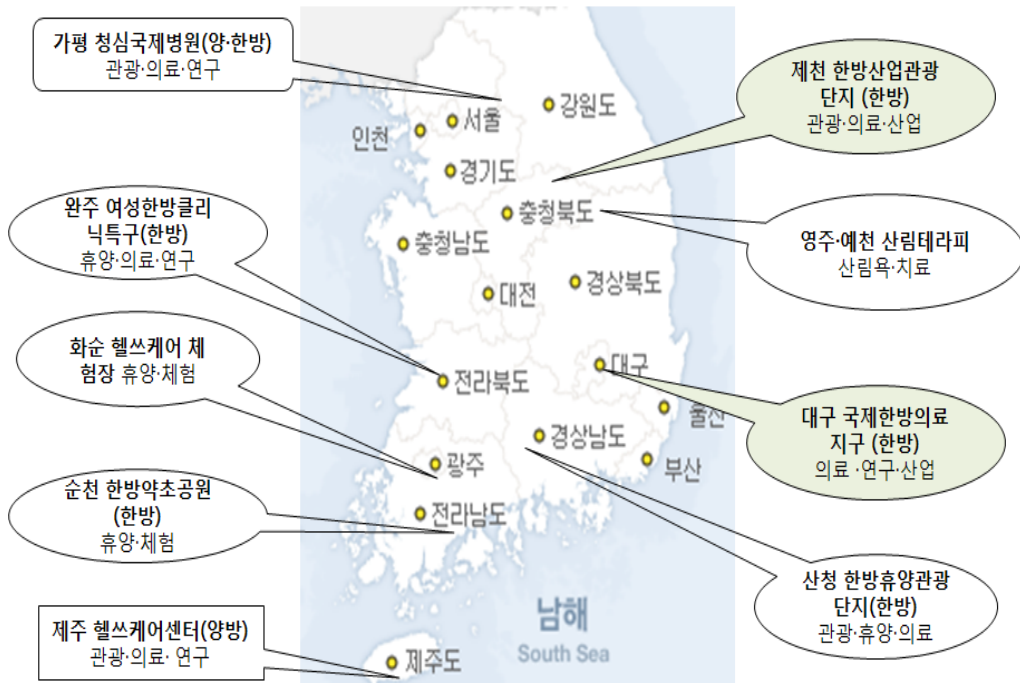 가평 청심국제병원(양·한방)
관광·의료·연구
제천 한방산업관광
단지 (한방)
관광·의료·산업
강원도
서울
인천
경기도
완주 여성한방클리
닉특구(한방)
휴양·의료·연구
충청북도
충청남도
영주·예천 산림테라피
산림욕·치료
경상북도
대전
화순 헬쓰케어 체
험장 휴양·체험
대구
전라북도
울산
대구 국제한방의료
지구 (한방)
의료 ·연구·산업
경상남도
부산
광주
순천 한방약초공원
(한방)
휴양·체험
전라남도
산청 한방휴양관광
단지(한방)
관광·휴양·의료
남해
South Sea
제주 헬쓰케어센터(양방)
관광·의료· 연구
제주도